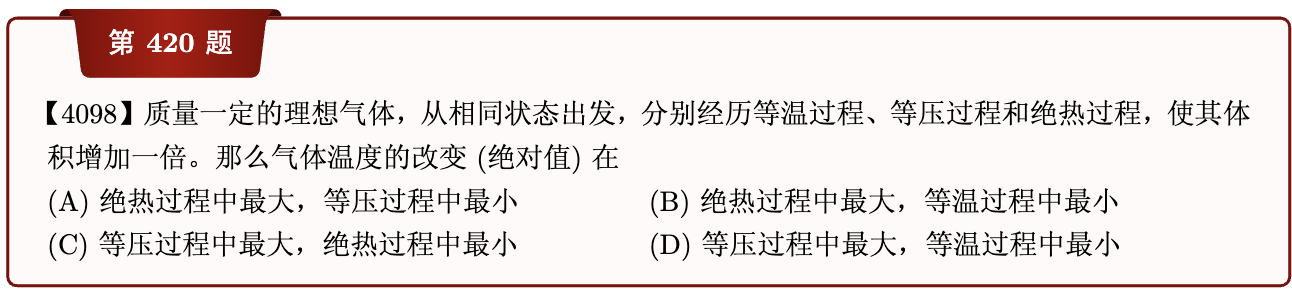 第 420 题
【4098】质量一定的理想气体，从相同状态出发，分别经历等温过程、等压过程和绝热过程，使其体
积增加一倍。那么气体温度的改变 (绝对值) 在
(A) 绝热过程中最大，等压过程中最小 (B) 绝热过程中最大，等温过程中最小
(C) 等压过程中最大，绝热过程中最小 (D) 等压过程中最大，等温过程中最小